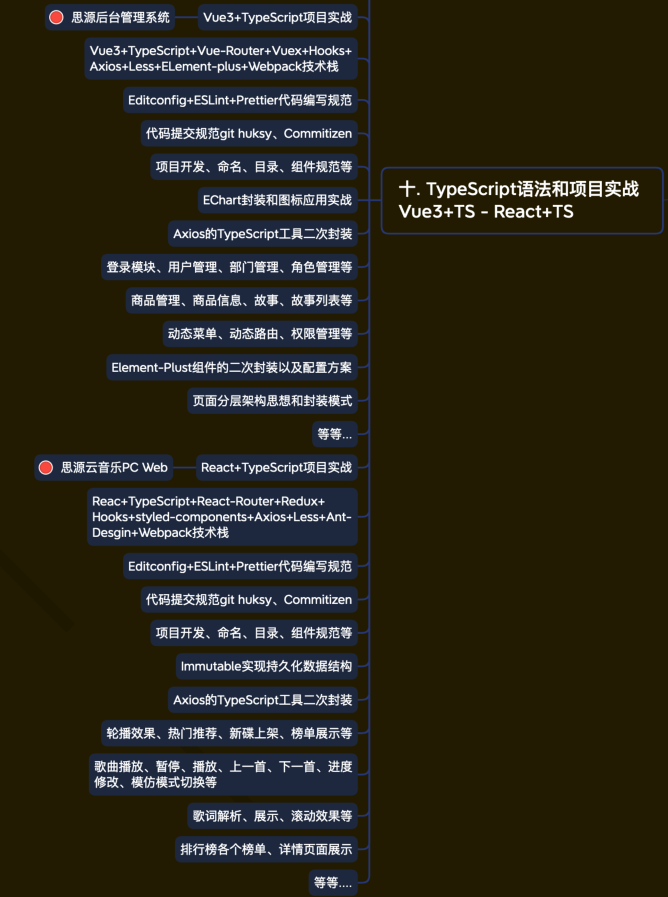 思源后台管理系统
Vue3+TypeScript项目实战
Vue3+TypeScript+Vue-Router+Vuex+Hooks+
Axios+Less+ELement-plus+Webpack技术栈
Editconfig+ESLint+Prettier代码编写规范
代码提交规范git huksy、Commitizen
项目开发、命名、目录、组件规范等
EChart封装和图标应用实战
Axios的TypeScript工具二次封装
登录模块、用户管理、部门管理、角色管理等
商品管理、商品信息、故事、故事列表等
动态菜单、动态路由、权限管理等
Element-Plust组件的二次封装以及配置方案
页面分层架构思想和封装模式
等等...
十. TypeScript语法和项目实战
Vue3+TS - React+TS
思源云音乐PC Web
React+TypeScript项目实战
Reac+TypeScript+React-Router+Redux+
Hooks+styled-components+Axios+Less+Ant-
Desgin+Webpack技术栈
Editconfig+ESLint+Prettier代码编写规范
代码提交规范git huksy、Commitizen
项目开发、命名、目录、组件规范等
Immutable实现持久化数据结构
Axios的TypeScript工具二次封装
轮播效果、热门推荐、新碟上架、榜单展示等
歌曲播放、暂停、播放、上一首、下一首、进度
修改、模仿模式切换等
歌词解析、展示、滚动效果等
排行榜各个榜单、详情页面展示
等等....